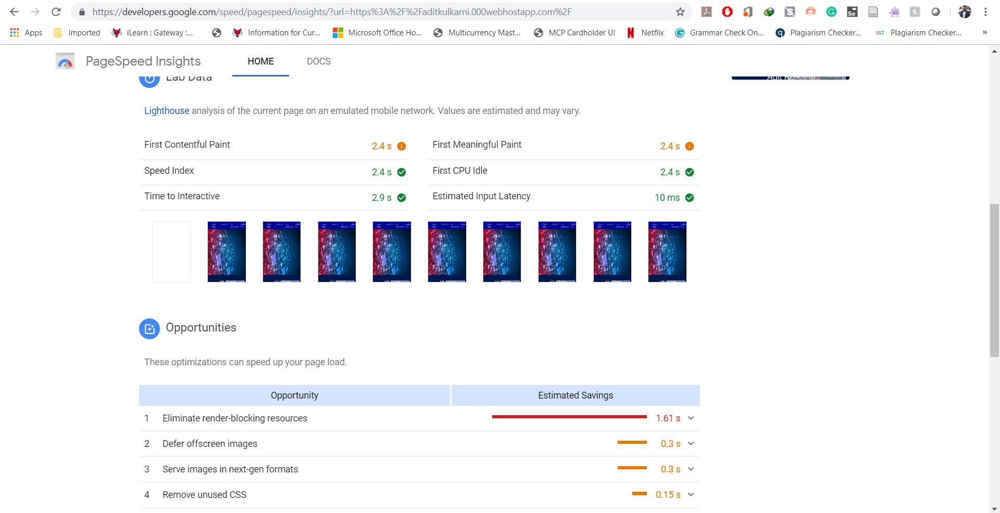 https://developers.google.com/speed/pagespeed/insights/?url=https%3A%2F%2Faditkulkarni.000webhostapp.com%2F
Apps Imported iLearn : Gateway :... Information for Cur... Microsoft Office Ho... Multicurrency Mast... MCP Cardholder UI Netflix Grammar Check On... Plagiarism Checker... SST Plagiarism Checker... »
PageSpeed Insights HOME DOCS
Lab Data
000webhost
Lighthouse analysis of the current page on an emulated mobile network. Values are estimated and may vary.
First Contentful Paint 2.4 s First Meaningful Paint 2.4 s
Speed Index 2.4 s First CPU Idle 2.4 s
Time to Interactive 2.9 s Estimated Input Latency 10 ms
Opportunities
These optimizations can speed up your page load.
Opportunity Estimated Savings
1 Eliminate render-blocking resources 1.61 s
2 Defer offscreen images 0.3 s
3 Serve images in next-gen formats 0.3 s
4 Remove unused CSS 0.15 s